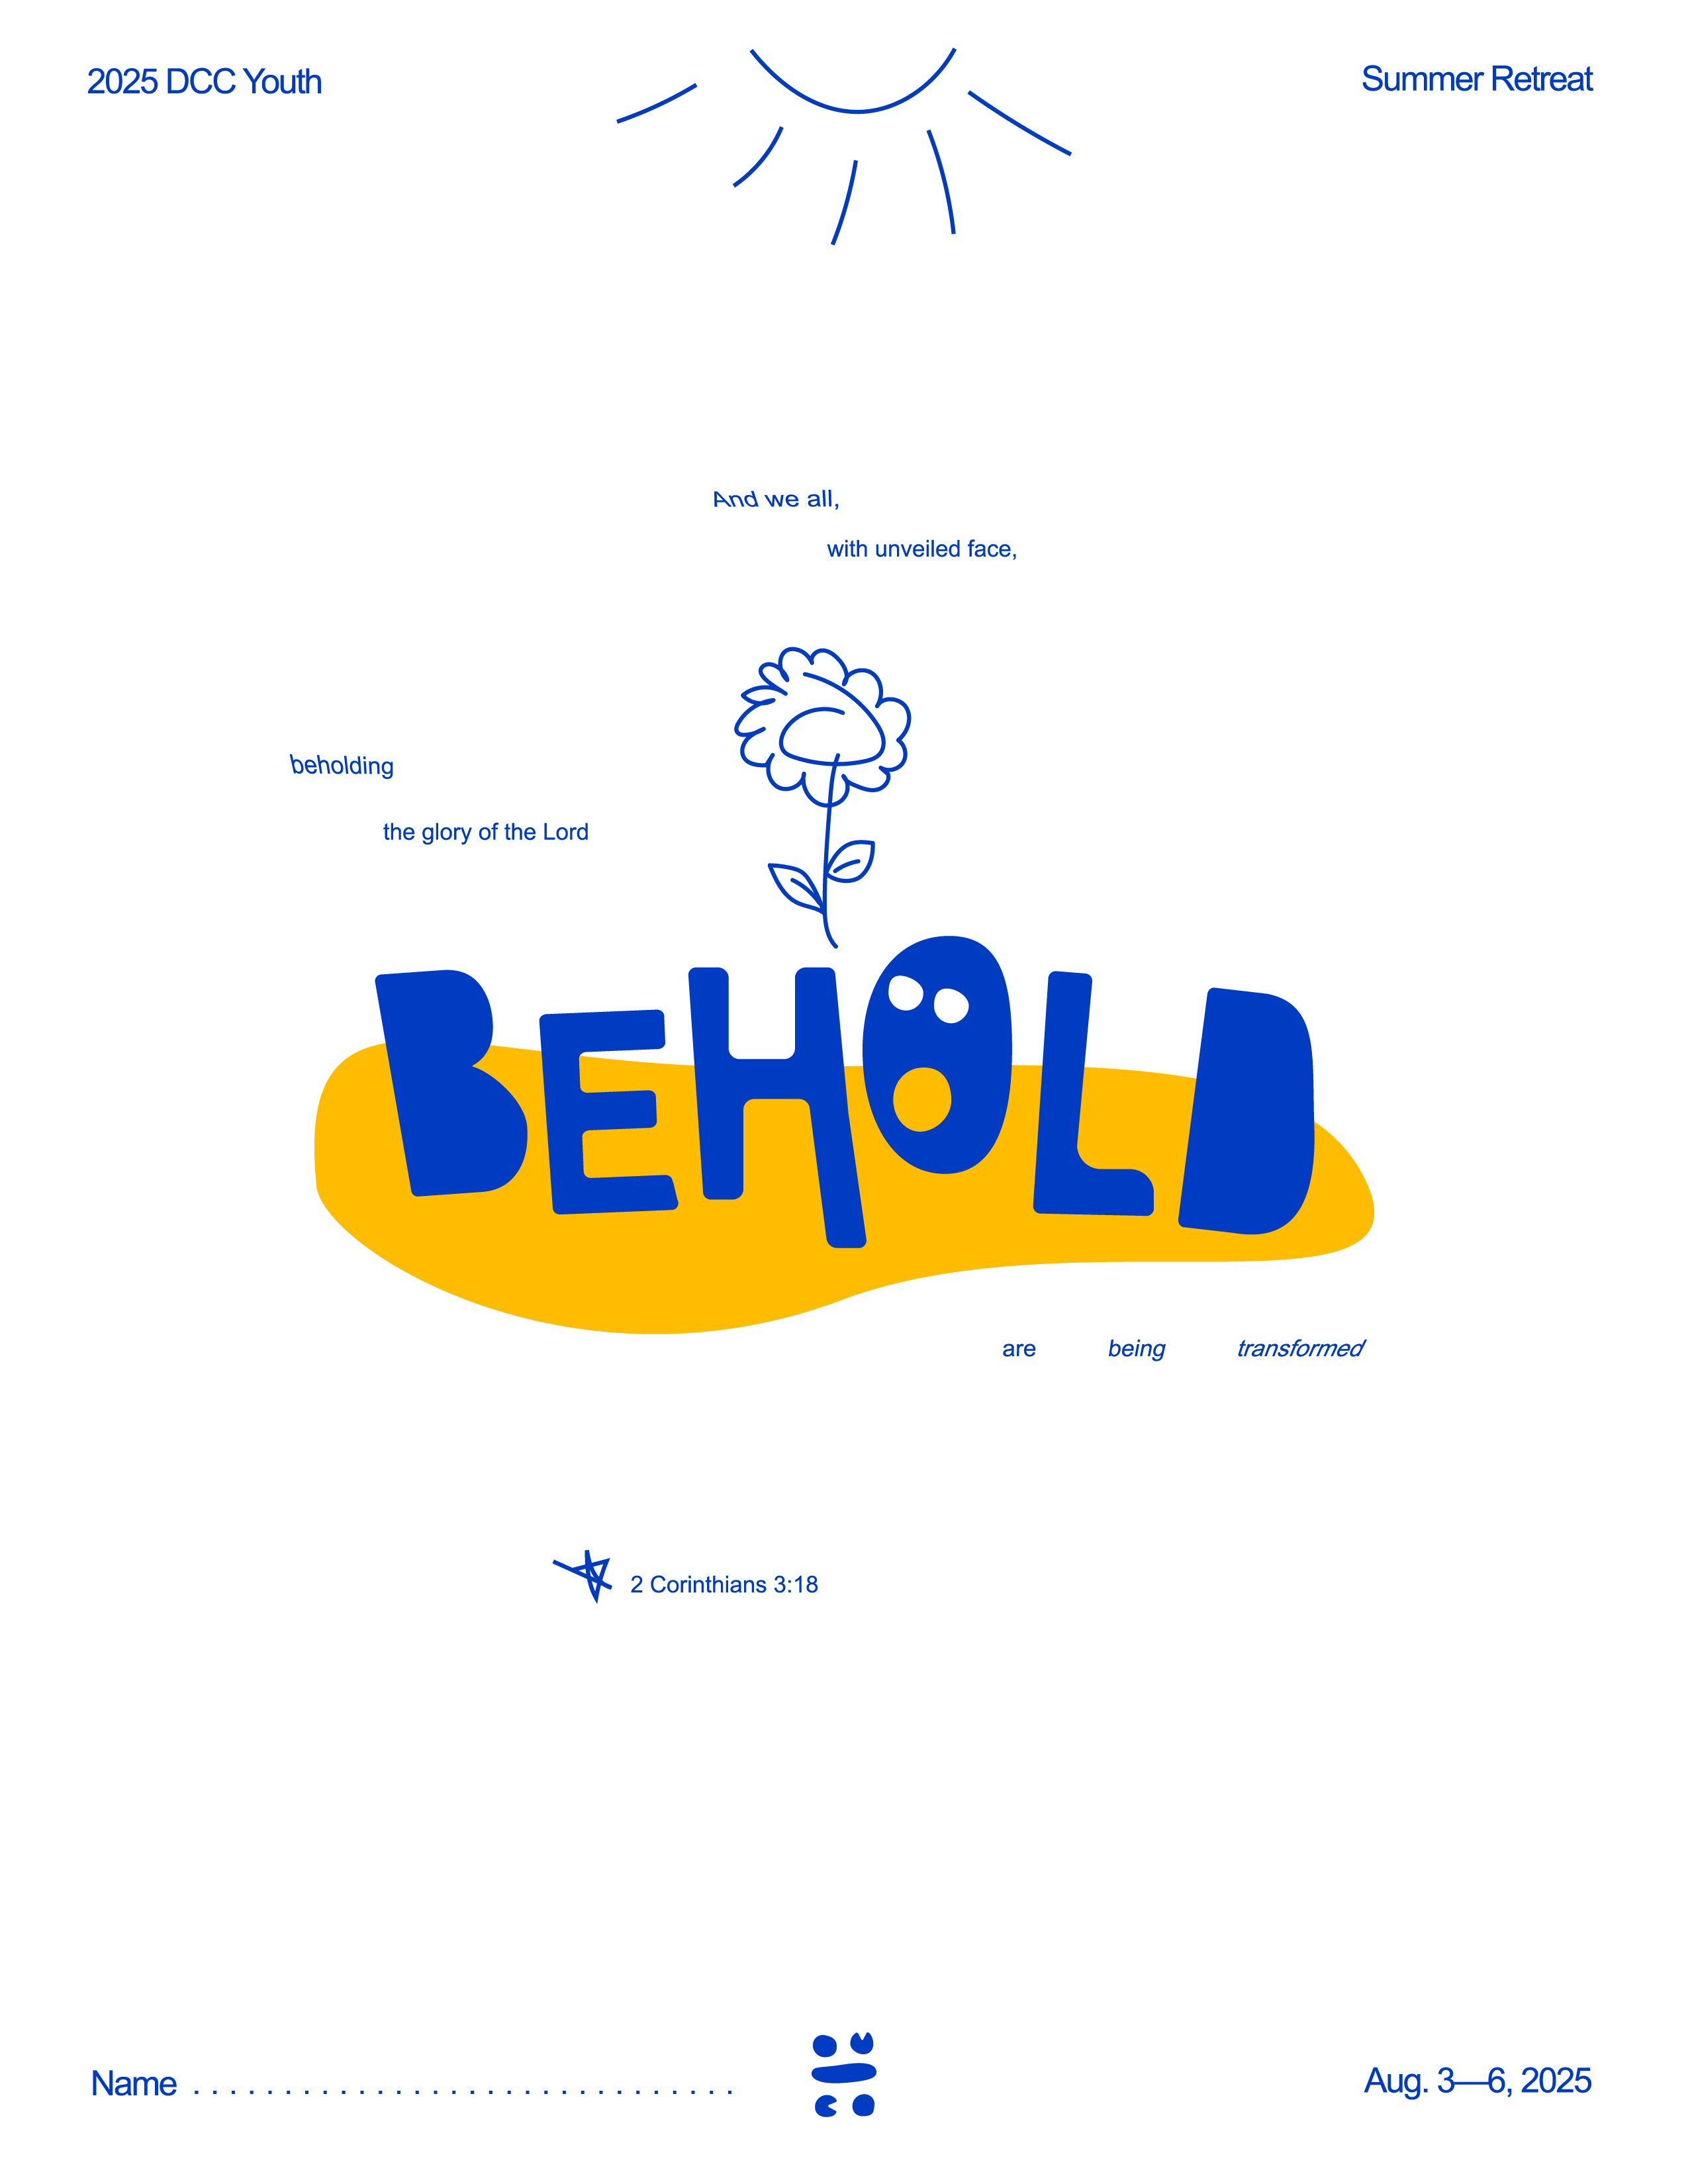 2025 DCC Youth
Summer Retreat
And we all,
with unveiled face,
beholding
the glory of the Lord
BEHOLD
are being transformed
2 Corinthians 3:18
Name . . . . . . . . . . . . . . . . . . . . . . . . . . . . . .
Aug. 3—6, 2025